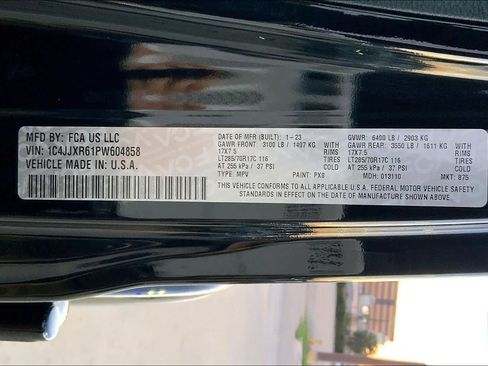 MFD BY: FCA US LLC
VIN: 1C4JJXR61PW604858
VEHICLE MADE IN U.S.A.
DATE OF MFR (BUILT): 1-23
GVWR: 6400 LB / 2903 KG
GAWR FRONT: 3100 LB / 1407 KG WITH
17X7.5 RIMS
LT285/70R17C 116 TIRES
AT 255 kPa / 37 PSI COLD
GAWR REAR: 3550 LB / 1611 KG WITH
17X7.5 RIMS
LT285/70R17C 116 TIRES
AT 255 kPa / 37 PSI COLD
THIS VEHICLE CONFORMS TO ALL APPLICABLE U.S.A. FEDERAL MOTOR VEHICLE SAFETY
STANDARDS IN EFFECT ON THE DATE OF MANUFACTURE SHOWN ABOVE.
TYPE: MPV PAINT: PX8 MDH: 013110 MKT: 875